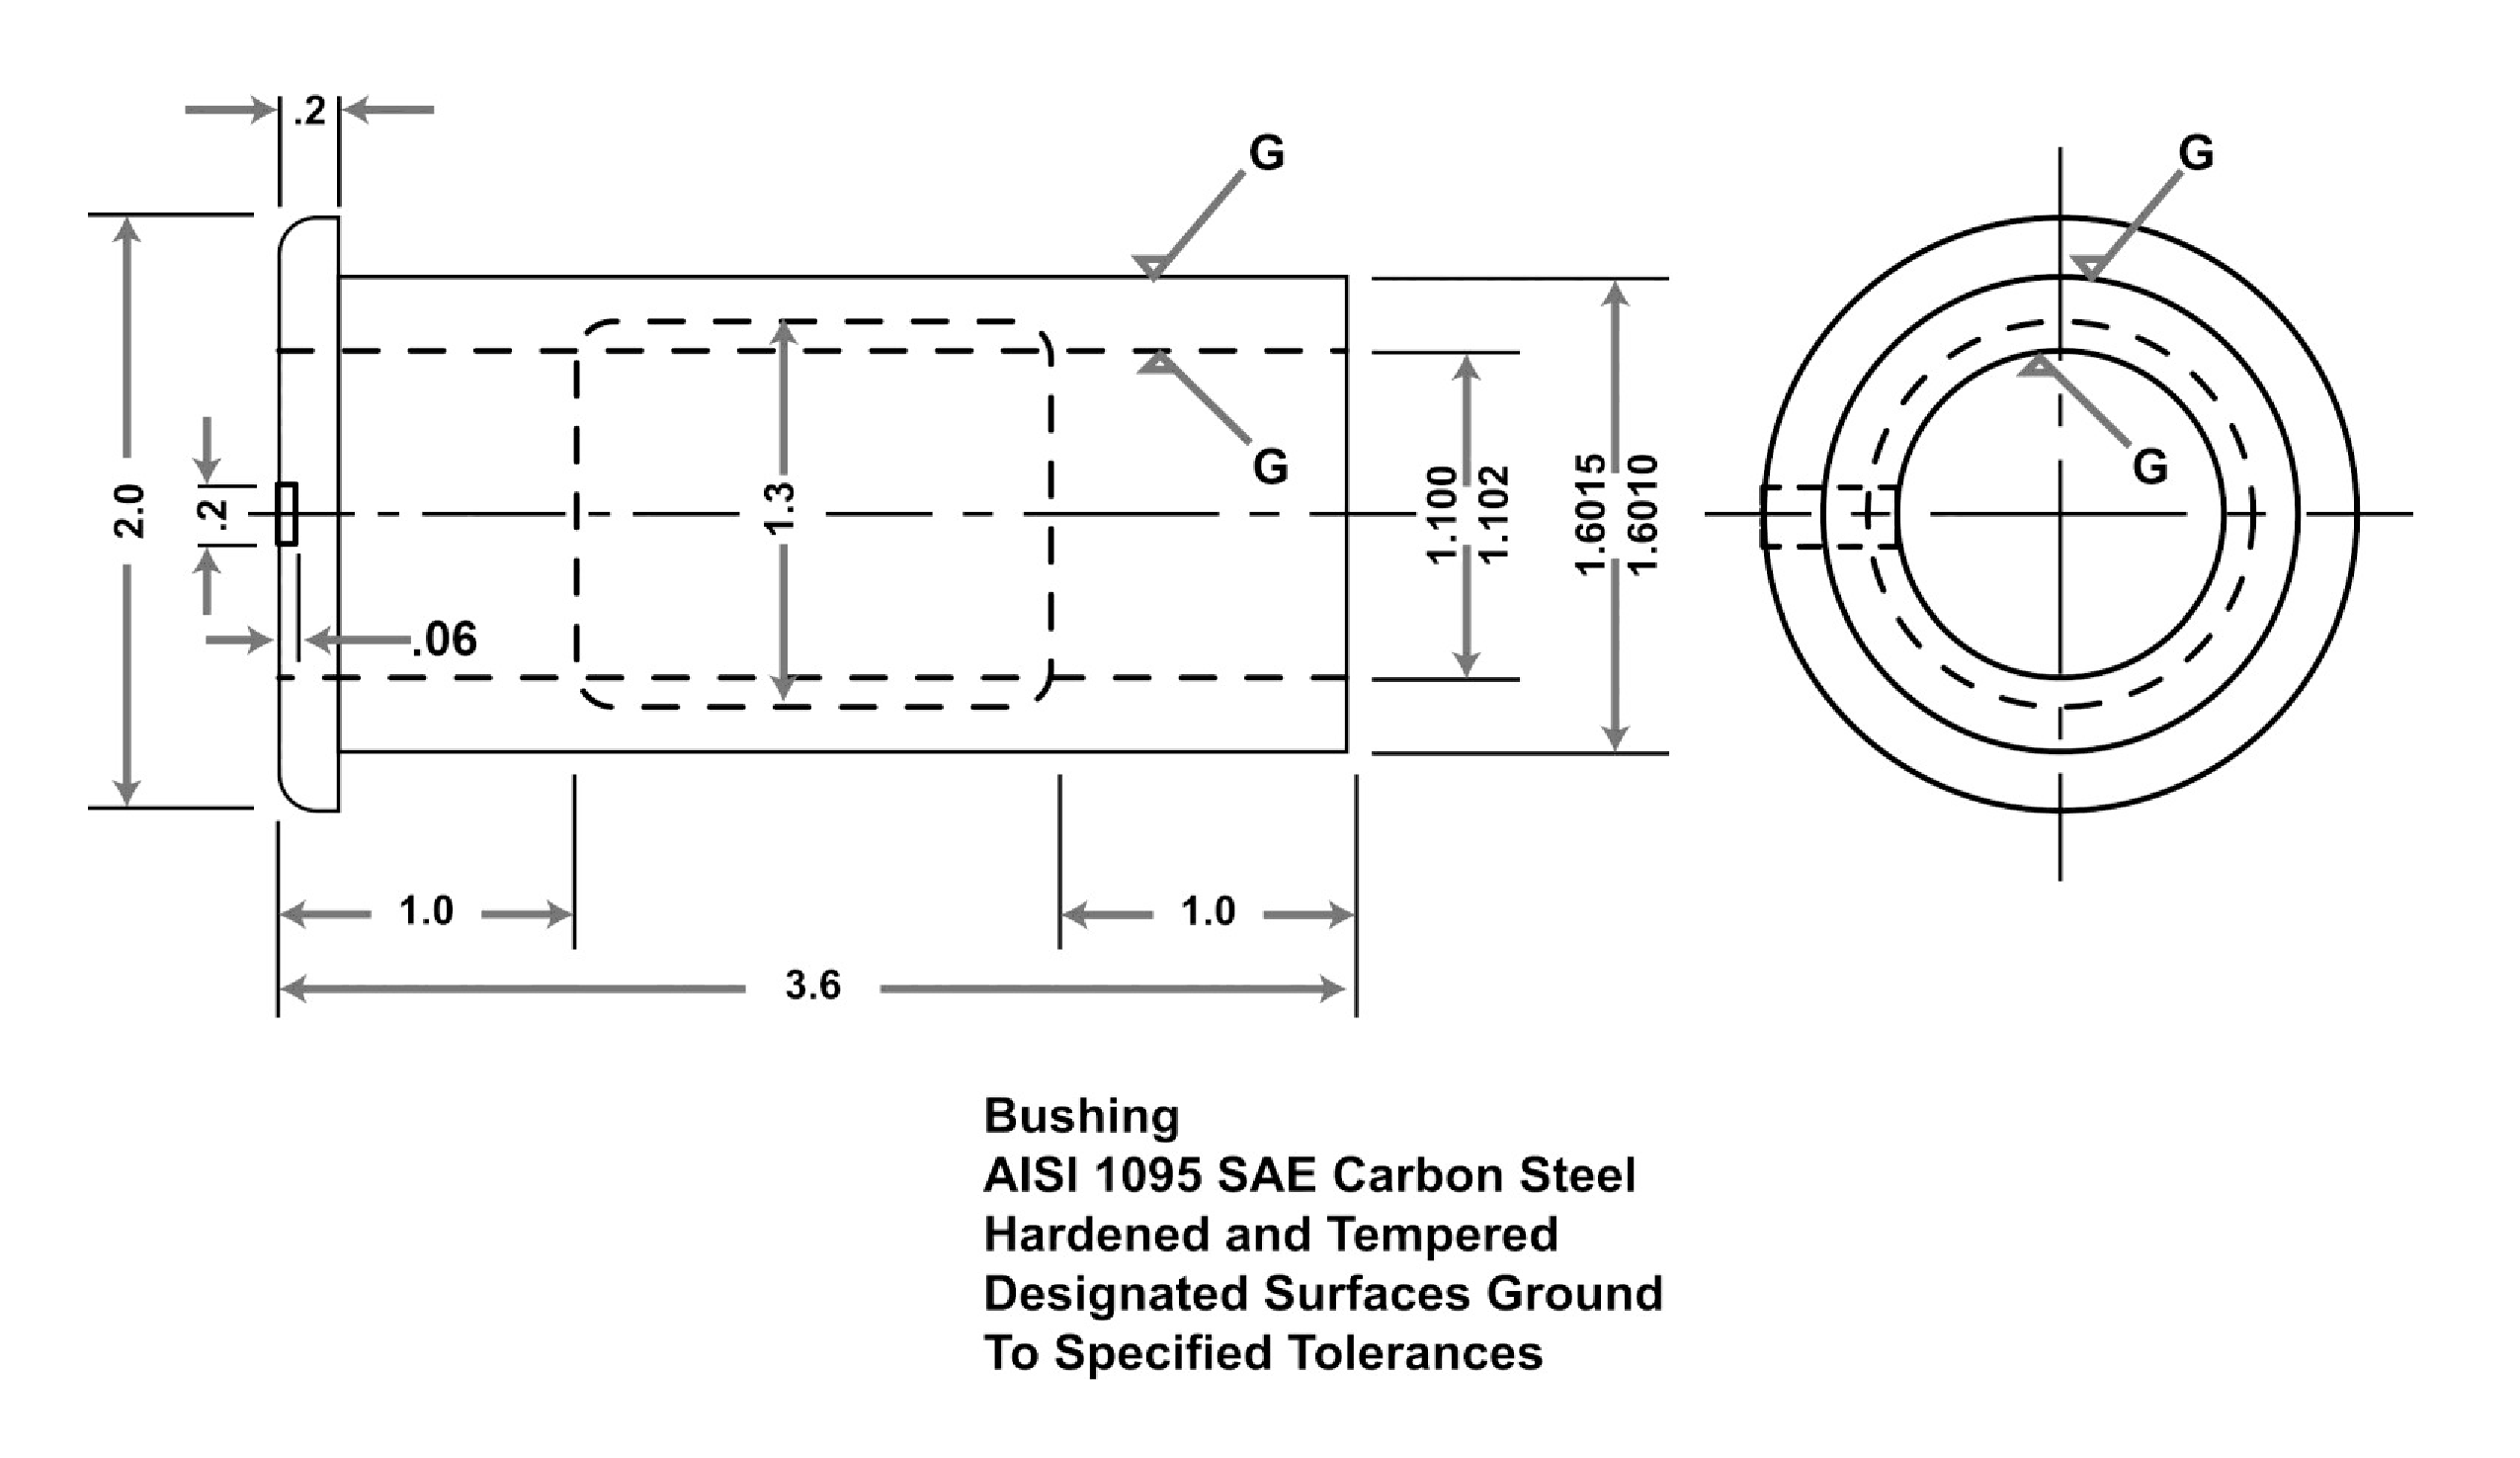 .2
G
G
2.0
.2
1.3
G
G
1.100
1.102
1.6015
1.6010
.06
1.0
1.0
3.6
Bushing
AISI 1095 SAE Carbon Steel
Hardened and Tempered
Designated Surfaces Ground
To Specified Tolerances